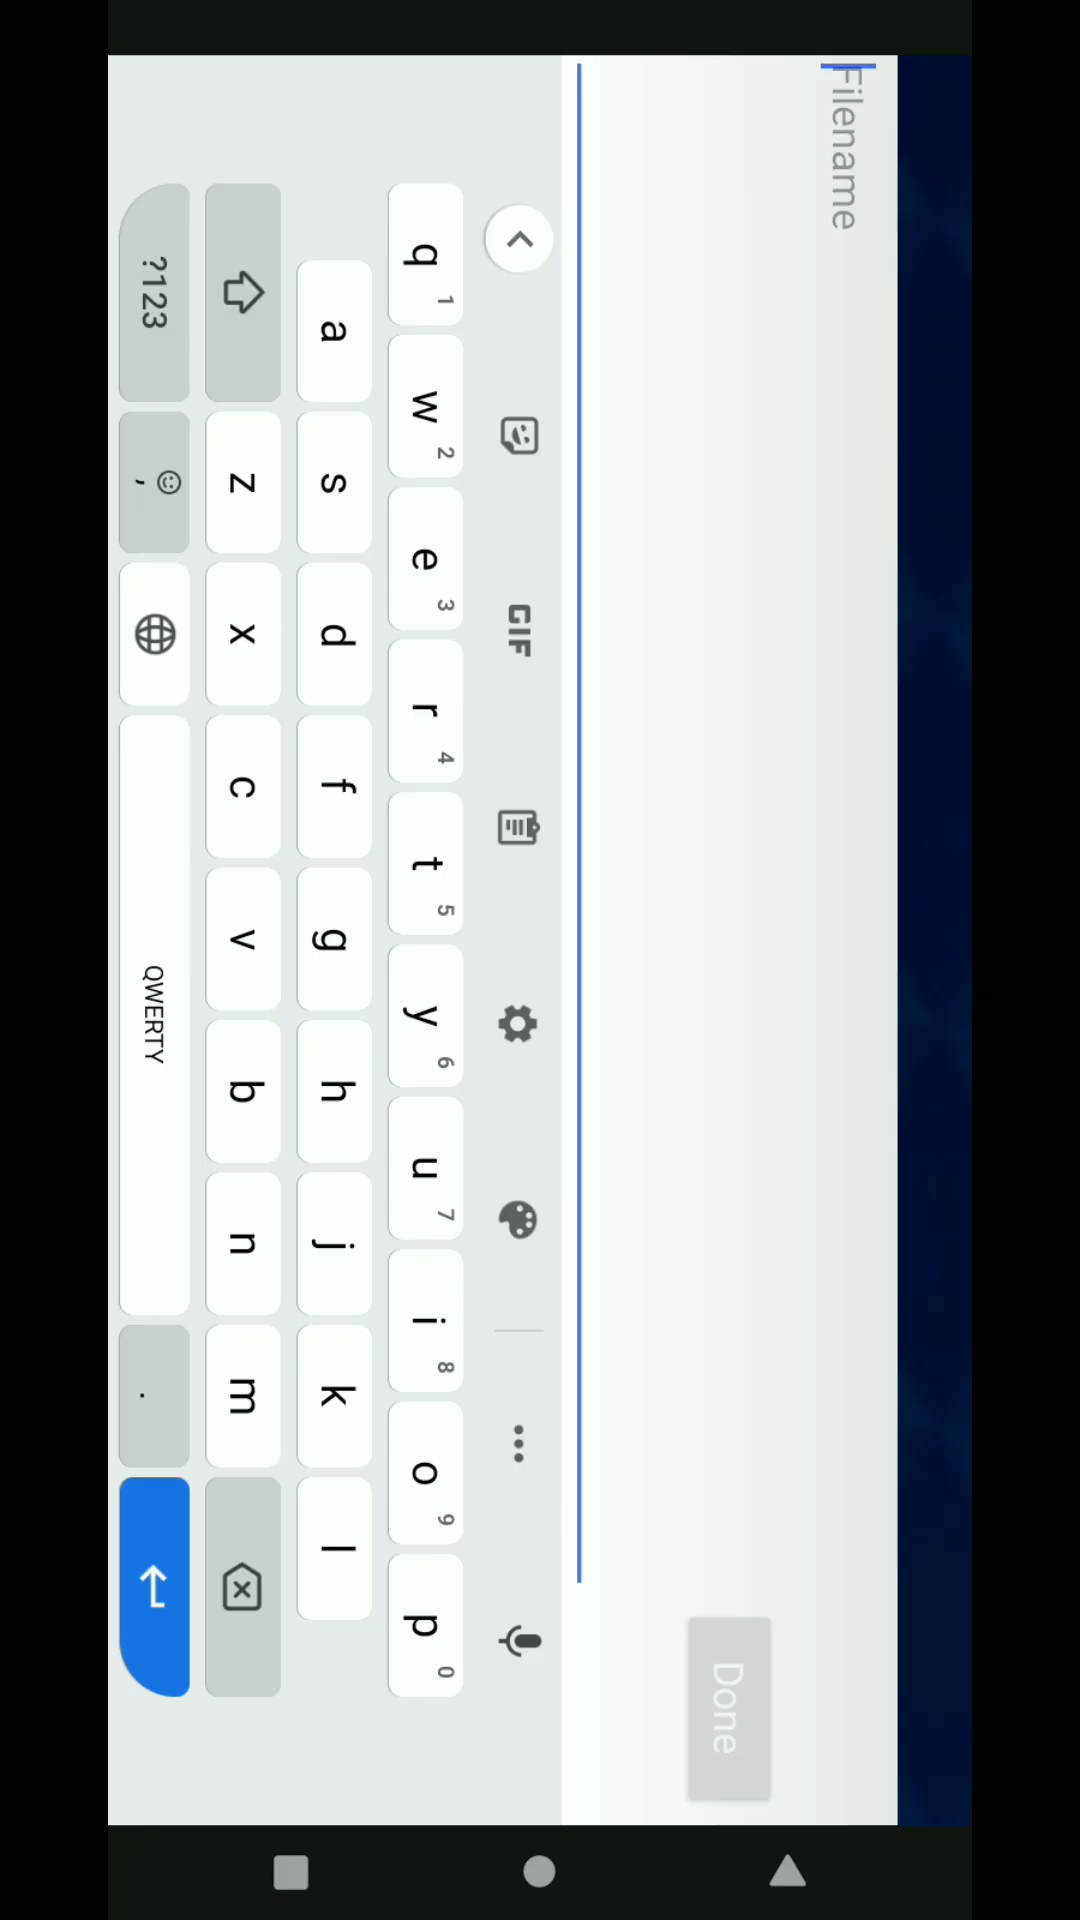 Filename
Done
GIF
q 1 w 2 e 3 r 4 t 5 y 6 u 7 i 8 o 9 p 0
a s d f g h j k l
z x c v b n m
?123 , QWERTY .